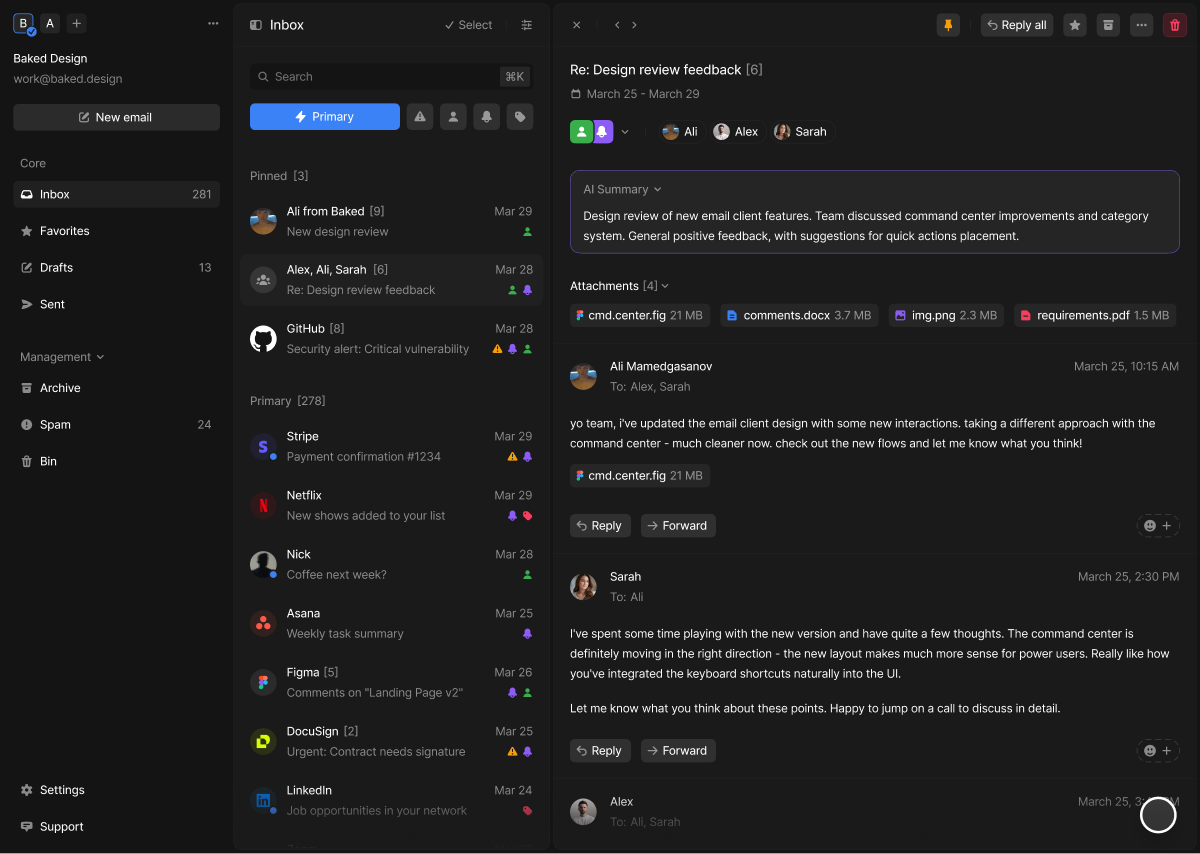 B A +
Baked Design
work@baked.design
New email
Core
Inbox 281
Favorites
Drafts 13
Sent
Management
Archive
Spam 24
Bin
Settings
Support
Inbox Select
Search ⌘K
Primary
Pinned [3]
Ali from Baked [9] Mar 29
New design review
Alex, Ali, Sarah [6] Mar 28
Re: Design review feedback
GitHub [8] Mar 28
Security alert: Critical vulnerability
Primary [278]
Stripe Mar 29
Payment confirmation #1234
Netflix Mar 29
New shows added to your list
Nick Mar 28
Coffee next week?
Asana Mar 25
Weekly task summary
Figma [5] Mar 26
Comments on "Landing Page v2"
DocuSign [2] Mar 25
Urgent: Contract needs signature
LinkedIn Mar 24
Job opportunities in your network
Reply all
Re: Design review feedback [6]
March 25 - March 29
Ali Alex Sarah
AI Summary
Design review of new email client features. Team discussed command center improvements and category
system. General positive feedback, with suggestions for quick actions placement.
Attachments [4]
cmd.center.fig 21 MB comments.docx 3.7 MB img.png 2.3 MB requirements.pdf 1.5 MB
Ali Mamedgasanov March 25, 10:15 AM
To: Alex, Sarah
yo team, i've updated the email client design with some new interactions. taking a different approach with the
command center - much cleaner now. check out the new flows and let me know what you think!
cmd.center.fig 21 MB
Reply Forward
Sarah March 25, 2:30 PM
To: Ali
I've spent some time playing with the new version and have quite a few thoughts. The command center is
definitely moving in the right direction - the new layout makes much more sense for power users. Really like how
you've integrated the keyboard shortcuts naturally into the UI.
Let me know what you think about these points. Happy to jump on a call to discuss in detail.
Reply Forward
Alex March 25,
To: Ali, Sarah